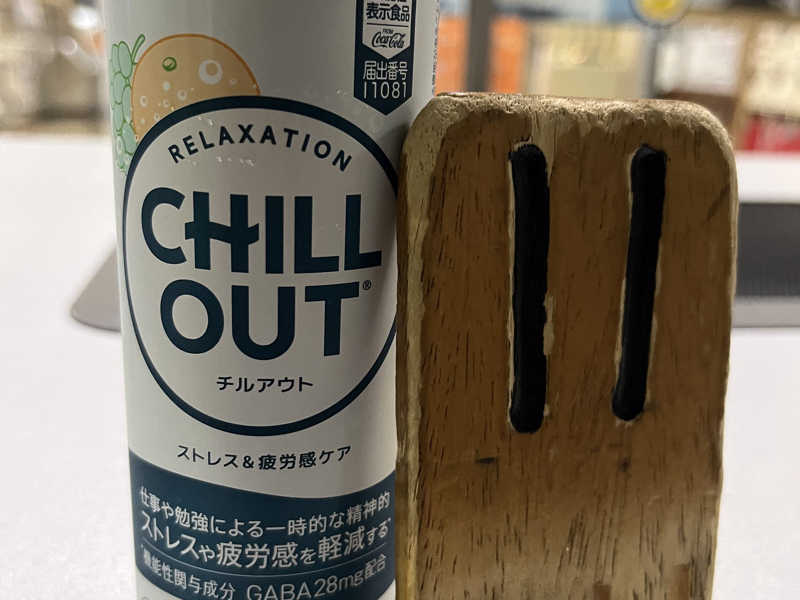 表示食品
FROM
Coca-Cola
届出番号
I1081
RELAXATION
CHILL
OUT®
チルアウト
ストレス&疲労感ケア
仕事や勉強による一時的な精神的
ストレスや疲労感を軽減する*
*機能性関与成分 GABA28mg配合